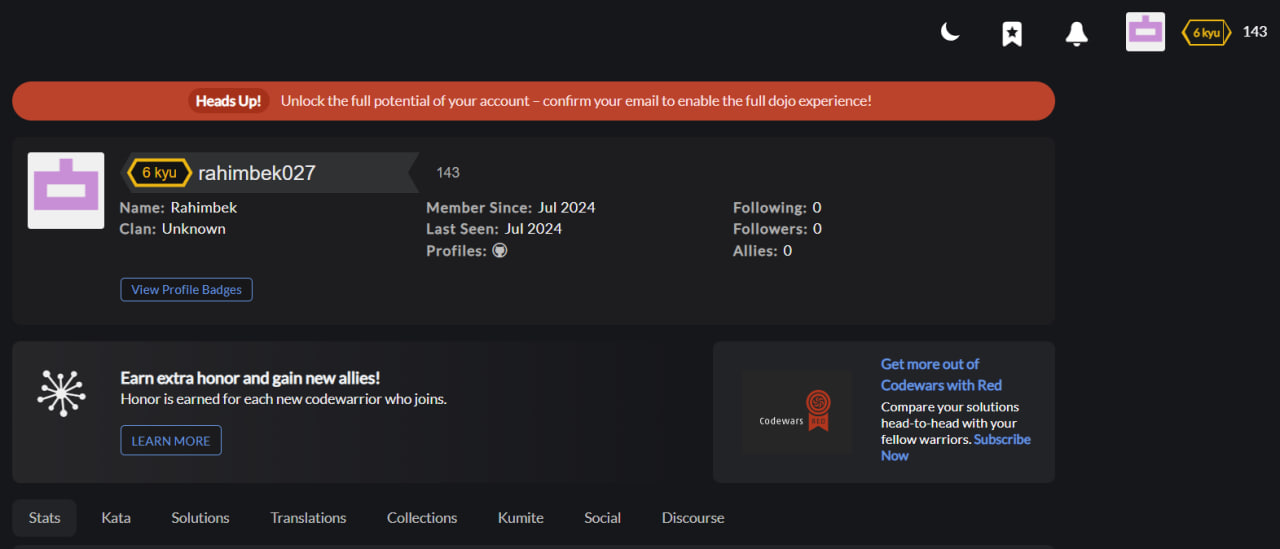 6 kyu 143
Heads Up! Unlock the full potential of your account – confirm your email to enable the full dojo experience!
6 kyu rahimbek027 143
Name: Rahimbek
Clan: Unknown
Member Since: Jul 2024
Last Seen: Jul 2024
Profiles:
Following: 0
Followers: 0
Allies: 0
View Profile Badges
Earn extra honor and gain new allies!
Honor is earned for each new codewarrior who joins.
LEARN MORE
Codewars RED
Get more out of
Codewars with Red
Compare your solutions
head-to-head with your
fellow warriors. Subscribe
Now
Stats Kata Solutions Translations Collections Kumite Social Discourse